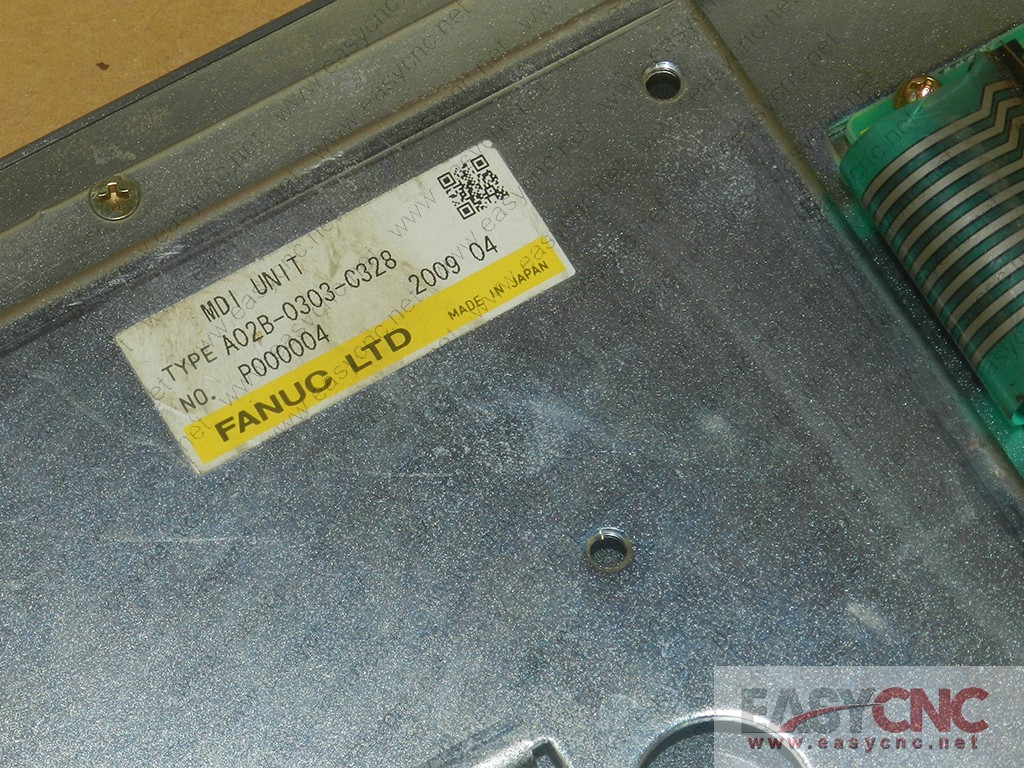 MDI UNIT
TYPE A02B-0303-C328
NO. P000004 2009 04
FANUC LTD MADE IN JAPAN
EASYCNC
www.easycnc.net